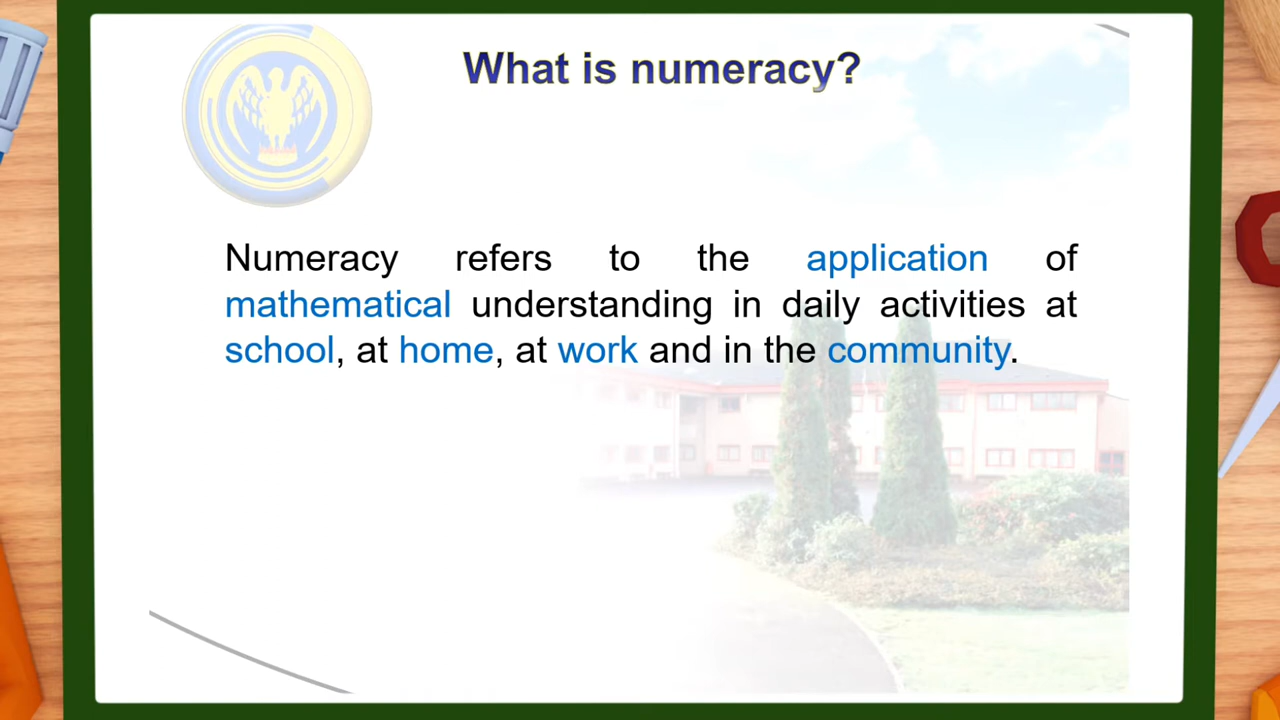 What is numeracy?
Numeracy refers to the application of
mathematical understanding in daily activities at
school, at home, at work and in the community.